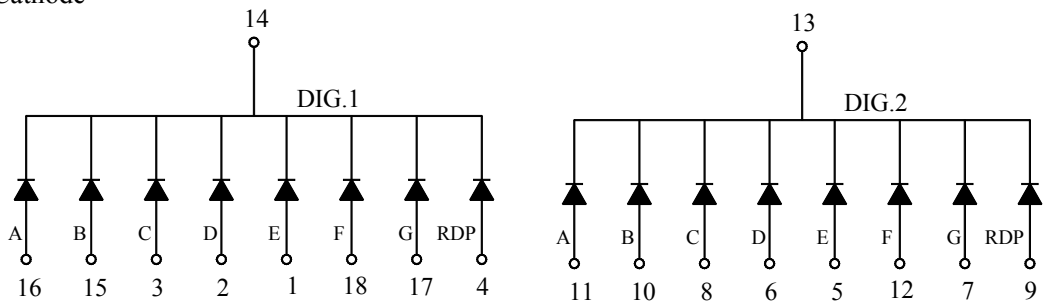 14 13
DIG.1 DIG.2
A B C D E F G RDP A B C D E F G RDP
16 15 3 2 1 18 17 4 11 10 8 6 5 12 7 9